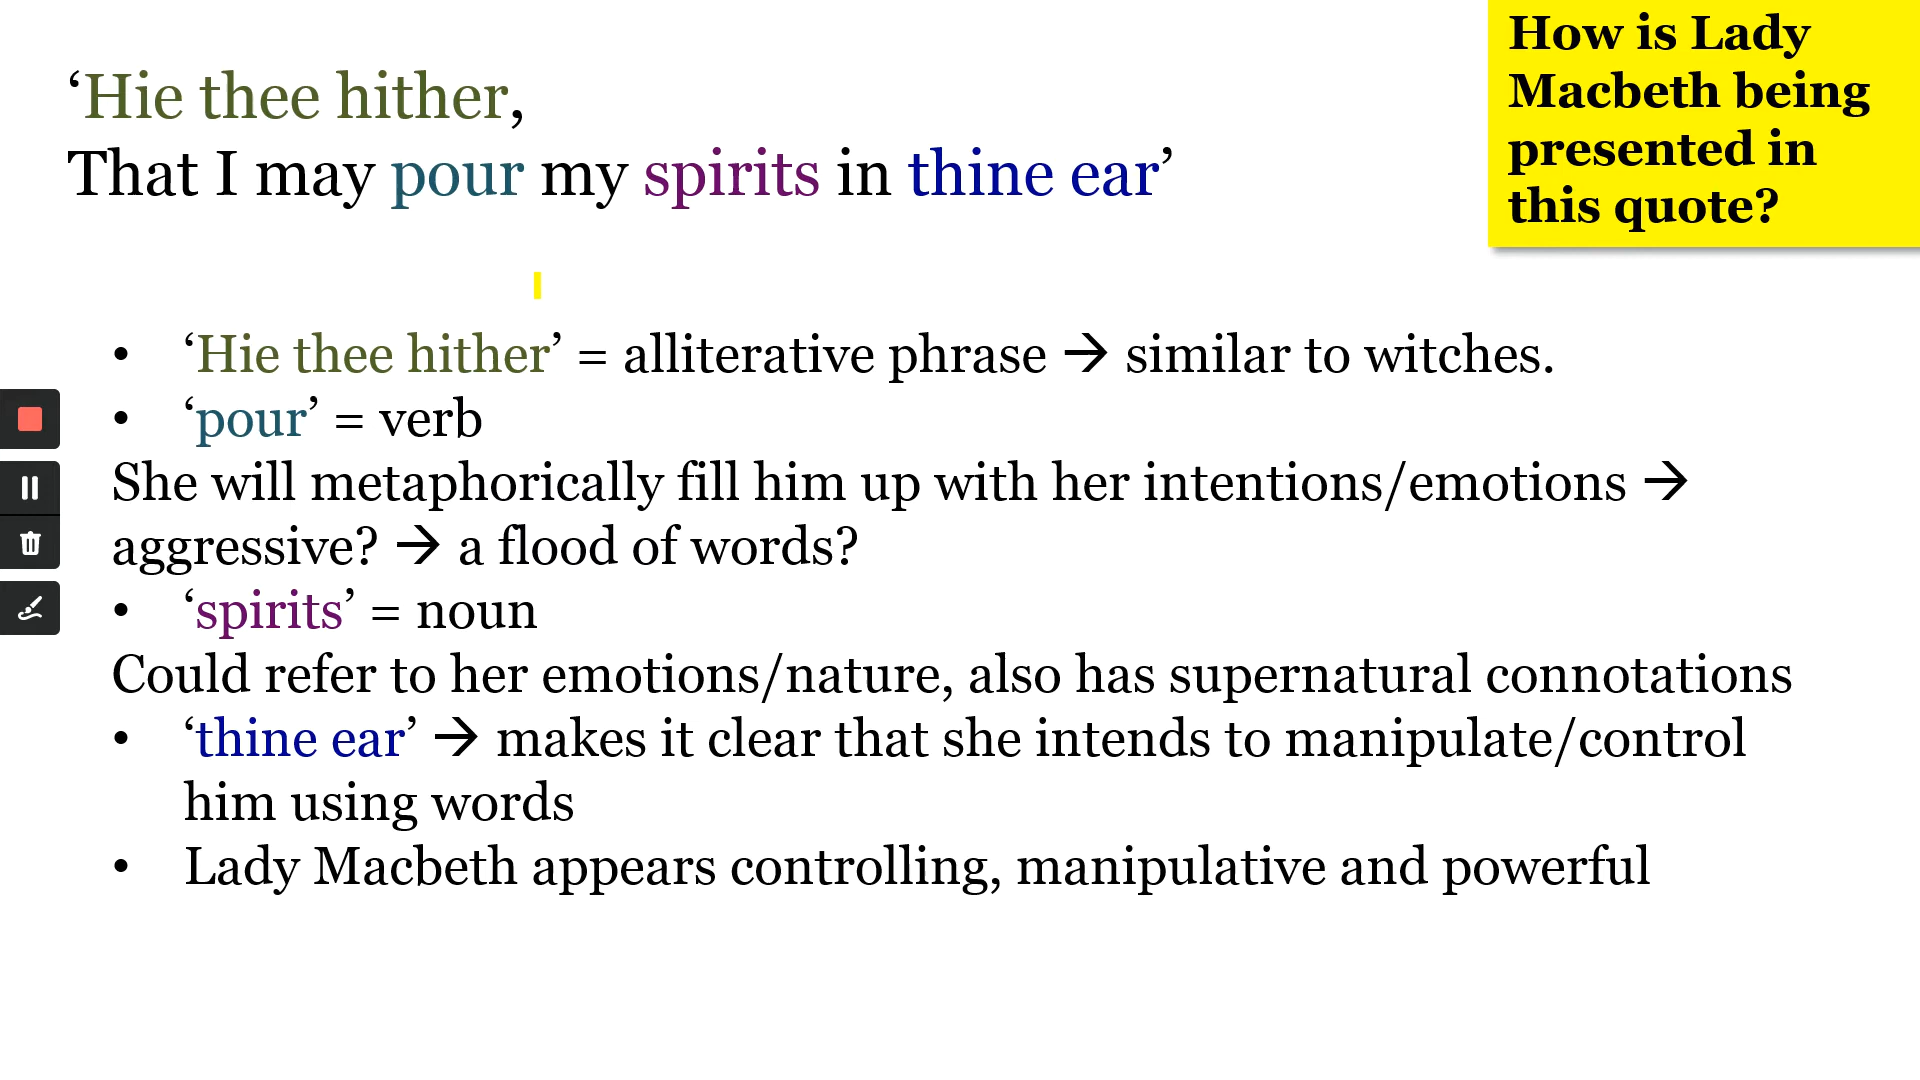 ‘Hie thee hither,
That I may pour my spirits in thine ear’
How is Lady
Macbeth being
presented in
this quote?
• ‘Hie thee hither’ = alliterative phrase → similar to witches.
• ‘pour’ = verb
She will metaphorically fill him up with her intentions/emotions →
aggressive? → a flood of words?
• ‘spirits’ = noun
Could refer to her emotions/nature, also has supernatural connotations
• ‘thine ear’ → makes it clear that she intends to manipulate/control
him using words
• Lady Macbeth appears controlling, manipulative and powerful